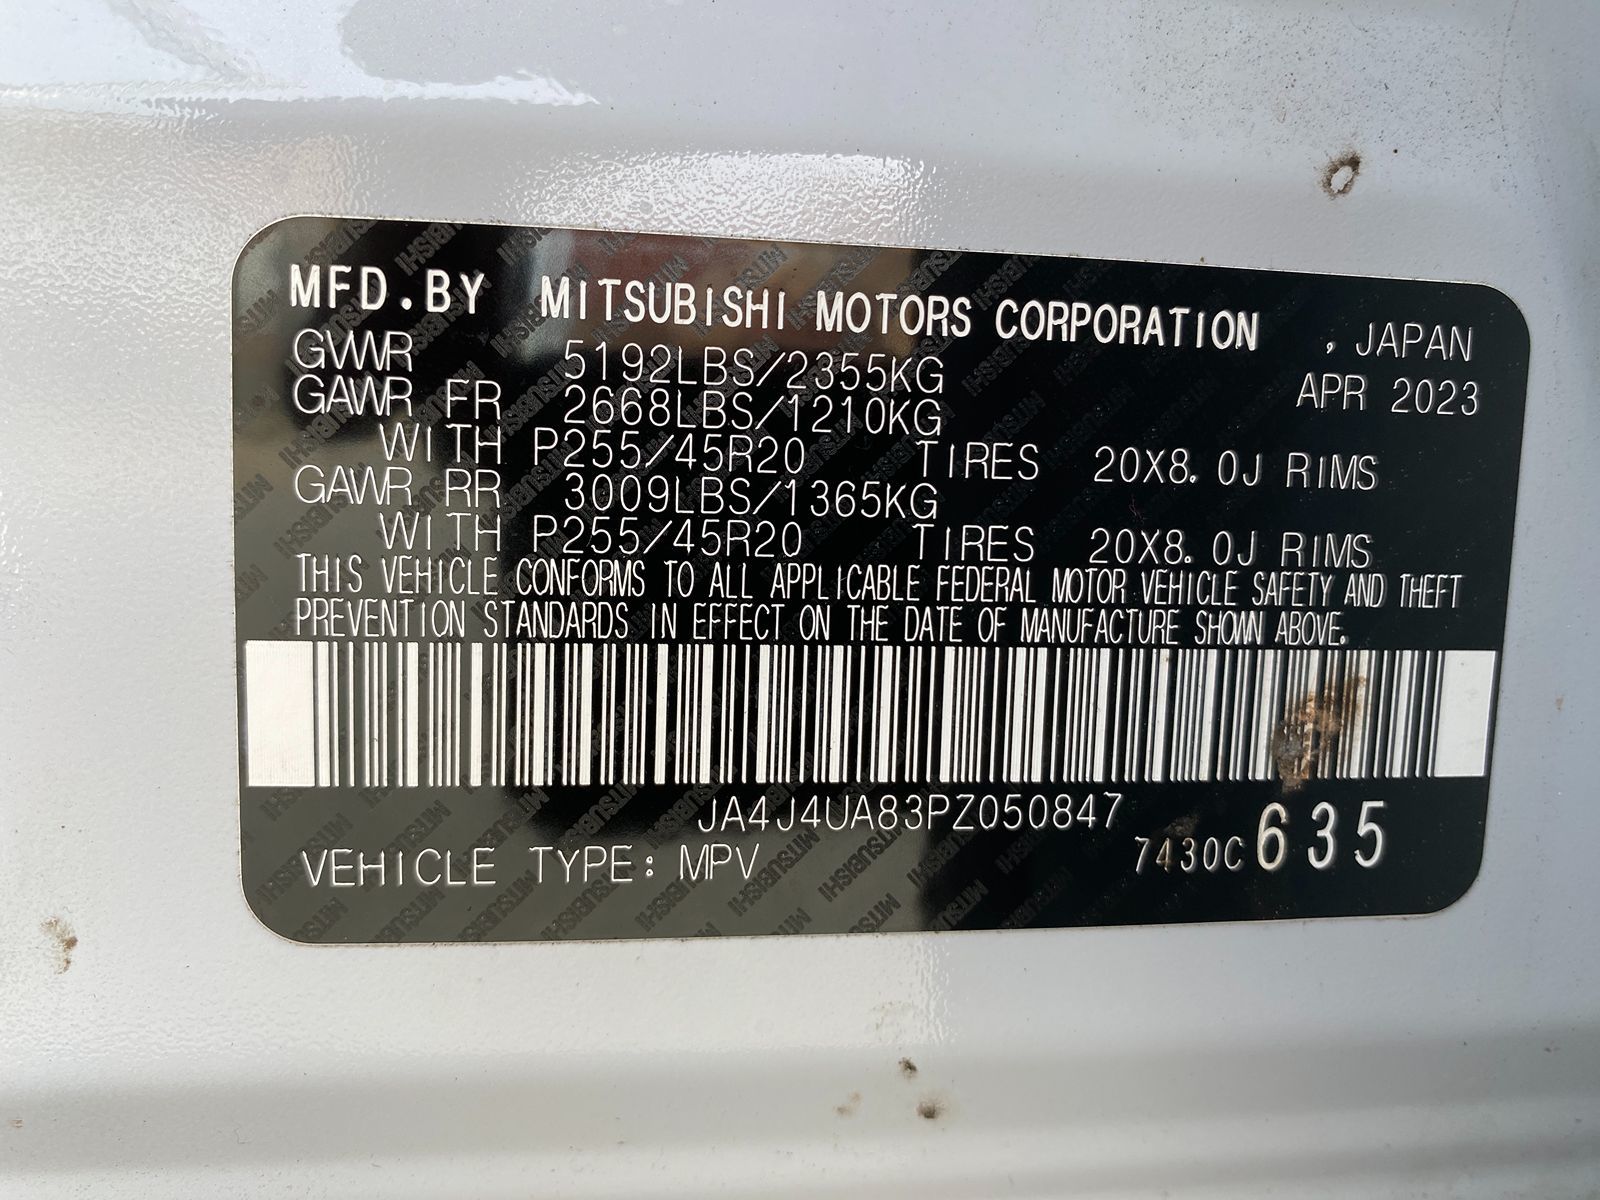 MFD.BY MITSUBISHI MOTORS CORPORATION , JAPAN
GVWR 5192LBS/2355KG APR 2023
GAWR FR 2668LBS/1210KG
WITH P255/45R20 TIRES 20X8.0J RIMS
GAWR RR 3009LBS/1365KG
WITH P255/45R20 TIRES 20X8.0J RIMS
THIS VEHICLE CONFORMS TO ALL APPLICABLE FEDERAL MOTOR VEHICLE SAFETY AND THEFT
PREVENTION STANDARDS IN EFFECT ON THE DATE OF MANUFACTURE SHOWN ABOVE.
JA4J4UA83PZ050847
VEHICLE TYPE: MPV 7430C635